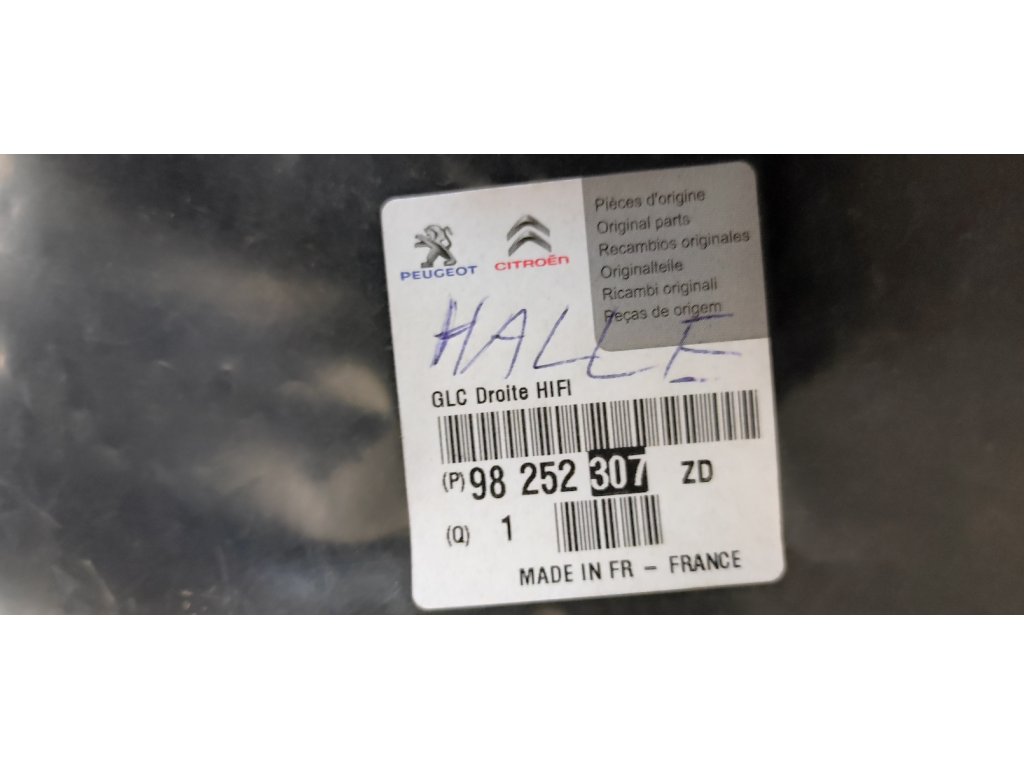 PEUGEOT
CITROËN
Pièces d'origine
Original parts
Recambios originales
Originalteile
Ricambi originali
Peças de origem
HALLE
GLC Droite HIFI
(P) 98 252 307 ZD
(Q) 1
MADE IN FR - FRANCE